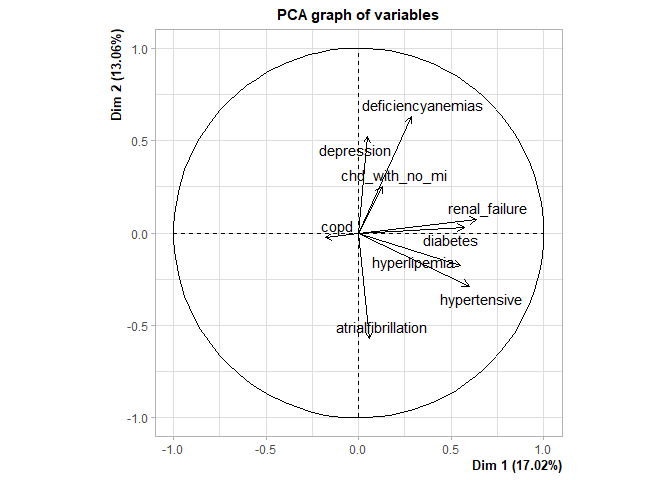 PCA graph of variables
Dim 2 (13.06%)
1.0
0.5
0.0
-0.5
-1.0
deficiencyanemias
depression
chd_with_no_mi
renal_failure
copd
diabetes
hyperlipemia
hypertensive
atrialfibrillation
-1.0
-0.5
0.0
0.5
1.0
Dim 1 (17.02%)